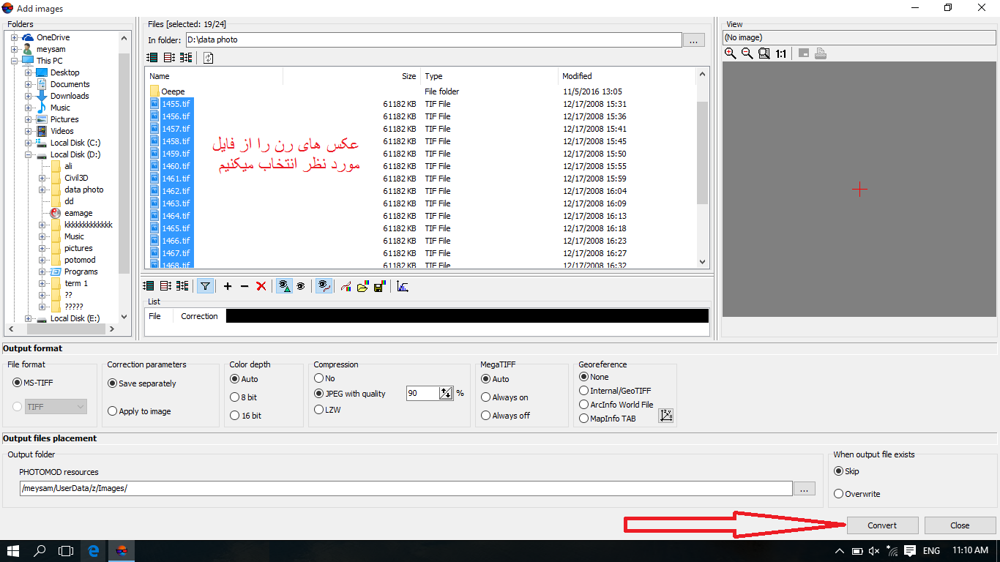 Add images
Folders
OneDrive
meysam
This PC
Desktop
Documents
Downloads
Music
Pictures
Videos
Local Disk (C:)
Local Disk (D:)
ali
Civil3D
data photo
dd
eamage
kkkkkkkkkkkkk
Music
pictures
potomod
Programs
term 1
??
?????
Local Disk (E:)
Files [selected: 19/24]
In folder: D:\data photo ...
Name Size Type Modified
Oeepe File folder 11/5/2016 13:05
1455.tif 61182 KB TIF File 12/17/2008 15:31
1456.tif 61182 KB TIF File 12/17/2008 15:36
1457.tif 61182 KB TIF File 12/17/2008 15:41
1458.tif 61182 KB TIF File 12/17/2008 15:45
1459.tif 61182 KB TIF File 12/17/2008 15:50
1460.tif 61182 KB TIF File 12/17/2008 15:55
1461.tif 61182 KB TIF File 12/17/2008 15:59
1462.tif 61182 KB TIF File 12/17/2008 16:04
1463.tif 61182 KB TIF File 12/17/2008 16:09
1464.tif 61182 KB TIF File 12/17/2008 16:13
1465.tif 61182 KB TIF File 12/17/2008 16:18
1466.tif 61182 KB TIF File 12/17/2008 16:23
1467.tif 61182 KB TIF File 12/17/2008 16:27
1468.tif 61182 KB TIF File 12/17/2008 16:32
عکس های رن را از فایل
مورد نظر انتخاب میکنیم
List
File Correction
View
(No image)
1:1
Output format
File format
MS-TIFF
TIFF
Correction parameters
Save separately
Apply to image
Color depth
Auto
8 bit
16 bit
Compression
No
JPEG with quality 90 %
LZW
MegaTIFF
Auto
Always on
Always off
Georeference
None
Internal/GeoTIFF
ArcInfo World File
MapInfo TAB
Output files placement
Output folder
PHOTOMOD resources
/meysam/UserData/z/Images/ ...
When output file exists
Skip
Overwrite
Convert Close
ENG 11:10 AM